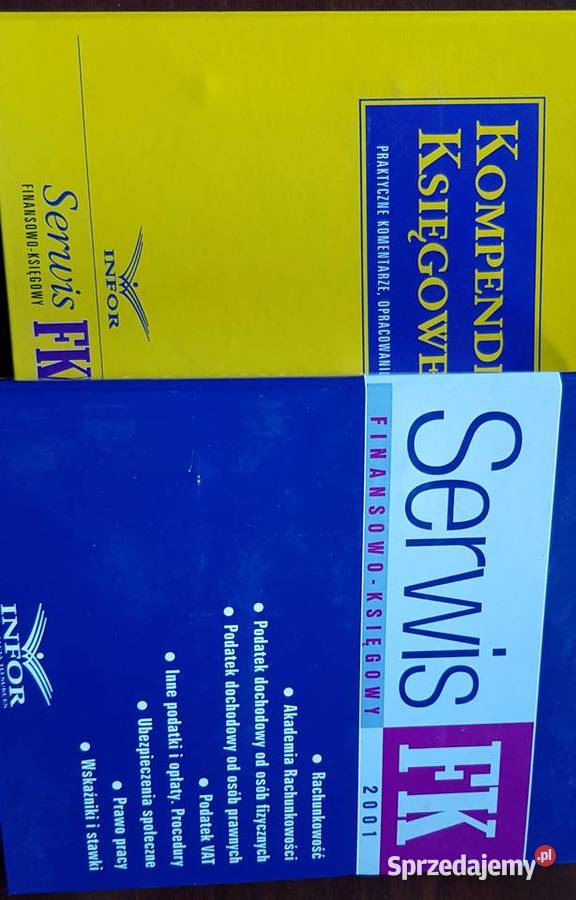 KOMPENDI
KSIĘGOWE
PRAKTYCZNE KOMENTARZE, OPRACOWANI
INFOR
Serwis FK
FINANSOWO-KSIĘGOWY
Serwis FK
FINANSOWO-KSIĘGOWY 2001
• Rachunkowość
• Akademia Rachunkowości
• Podatek dochodowy od osób fizycznych
• Podatek dochodowy od osób prawnych
• Podatek VAT
• Inne podatki i opłaty. Procedury
• Ubezpieczenia społeczne
• Prawo pracy
• Wskaźniki i stawki
INFOR
Sprzedajemy.pl